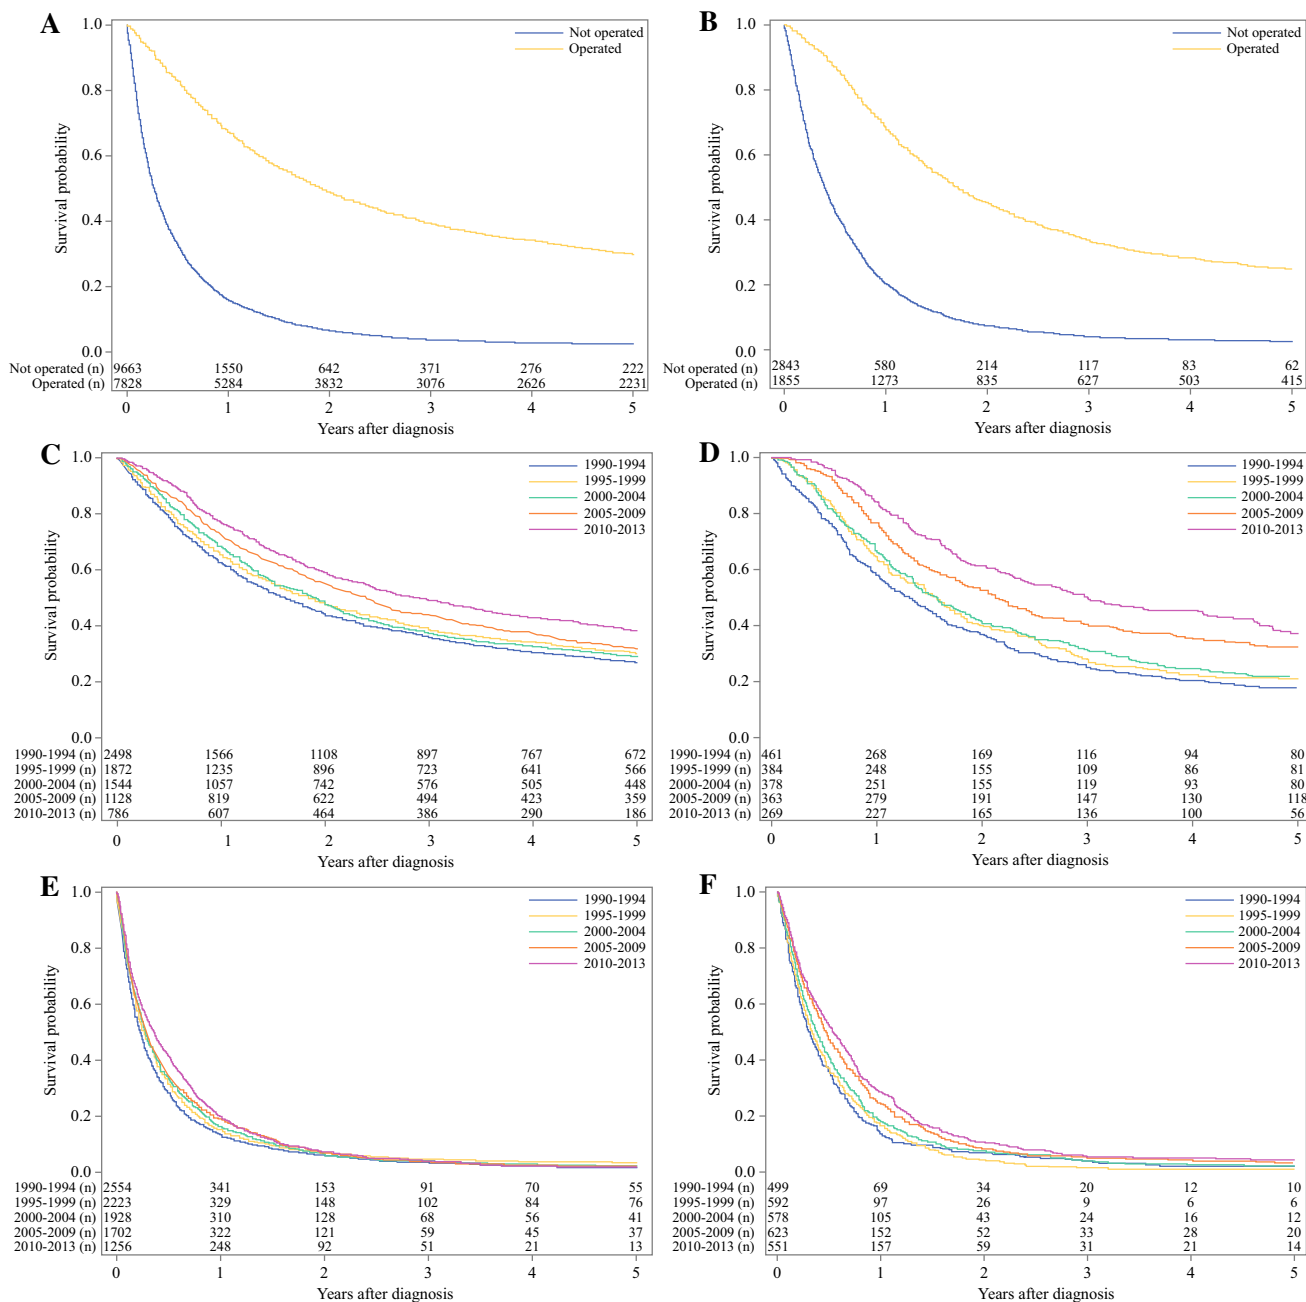 A
Survival probability
1.0
0.8
0.6
0.4
0.2
0.0
Not operated
Operated
Not operated (n) 9663 1550 642 371 276 222
Operated (n) 7828 5284 3832 3076 2626 2231
0 1 2 3 4 5
Years after diagnosis
B
Survival probability
1.0
0.8
0.6
0.4
0.2
0.0
Not operated
Operated
Not operated (n) 2843 580 214 117 83 62
Operated (n) 1855 1273 835 627 503 415
0 1 2 3 4 5
Years after diagnosis
C
Survival probability
1.0
0.8
0.6
0.4
0.2
0.0
1990-1994
1995-1999
2000-2004
2005-2009
2010-2013
1990-1994 (n) 2498 1566 1108 897 767 672
1995-1999 (n) 1872 1235 896 723 641 566
2000-2004 (n) 1544 1057 742 576 505 448
2005-2009 (n) 1128 819 622 494 423 359
2010-2013 (n) 786 607 464 386 290 186
0 1 2 3 4 5
Years after diagnosis
D
Survival probability
1.0
0.8
0.6
0.4
0.2
0.0
1990-1994
1995-1999
2000-2004
2005-2009
2010-2013
1990-1994 (n) 461 268 169 116 94 80
1995-1999 (n) 384 248 155 109 86 81
2000-2004 (n) 378 251 155 119 93 80
2005-2009 (n) 363 279 191 147 130 118
2010-2013 (n) 269 227 165 136 100 56
0 1 2 3 4 5
Years after diagnosis
E
Survival probability
1.0
0.8
0.6
0.4
0.2
0.0
1990-1994
1995-1999
2000-2004
2005-2009
2010-2013
1990-1994 (n) 2554 341 153 91 70 55
1995-1999 (n) 2223 329 148 102 84 76
2000-2004 (n) 1928 310 128 68 56 41
2005-2009 (n) 1702 322 121 59 45 37
2010-2013 (n) 1256 248 92 51 21 13
0 1 2 3 4 5
Years after diagnosis
F
Survival probability
1.0
0.8
0.6
0.4
0.2
0.0
1990-1994
1995-1999
2000-2004
2005-2009
2010-2013
1990-1994 (n) 499 69 34 20 12 10
1995-1999 (n) 592 97 26 9 6 6
2000-2004 (n) 578 105 43 24 16 12
2005-2009 (n) 623 152 52 33 28 20
2010-2013 (n) 551 157 59 31 21 14
0 1 2 3 4 5
Years after diagnosis